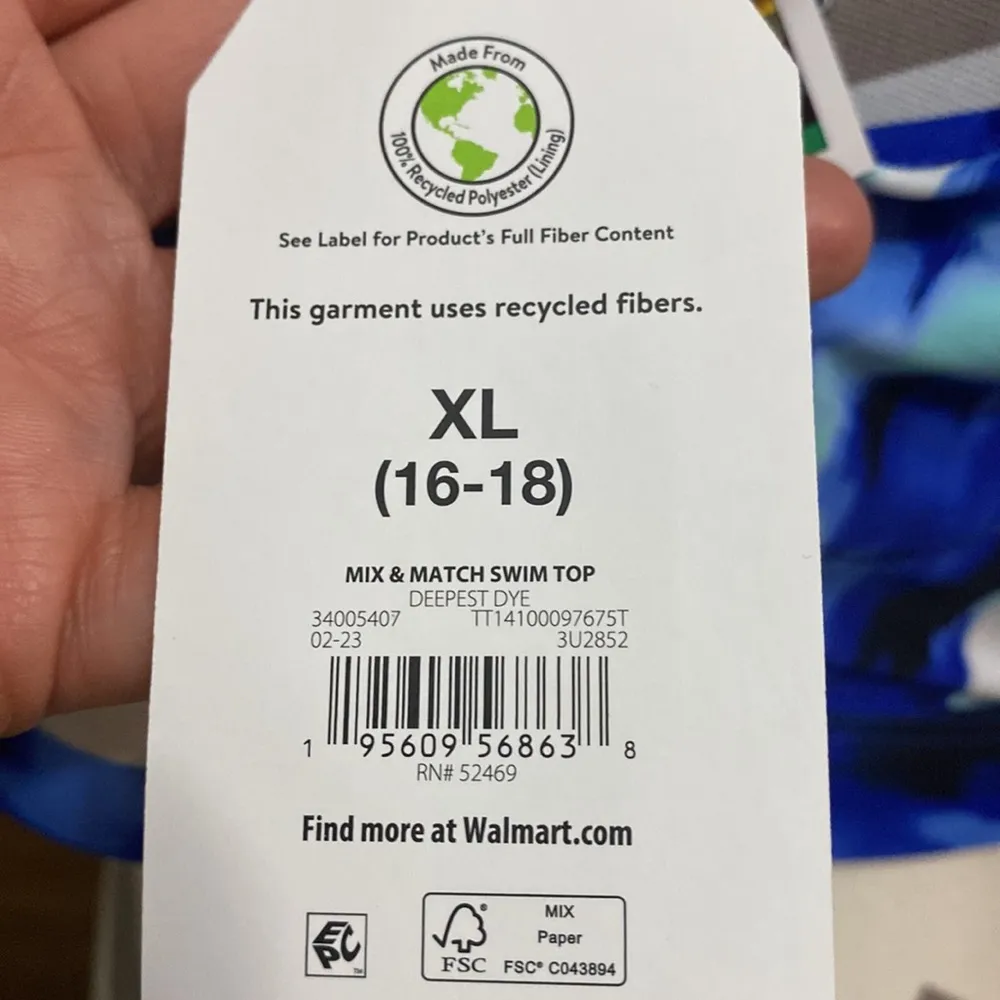 Made From
100% Recycled Polyester (Lining)
See Label for Product's Full Fiber Content
This garment uses recycled fibers.
XL
(16-18)
MIX & MATCH SWIM TOP
DEEPEST DYE
34005407 TT14100097675T
02-23 3U2852
1 95609 56863 8
RN# 52469
Find more at Walmart.com
EPC TM
FSC ®
MIX
Paper
FSC® C043894